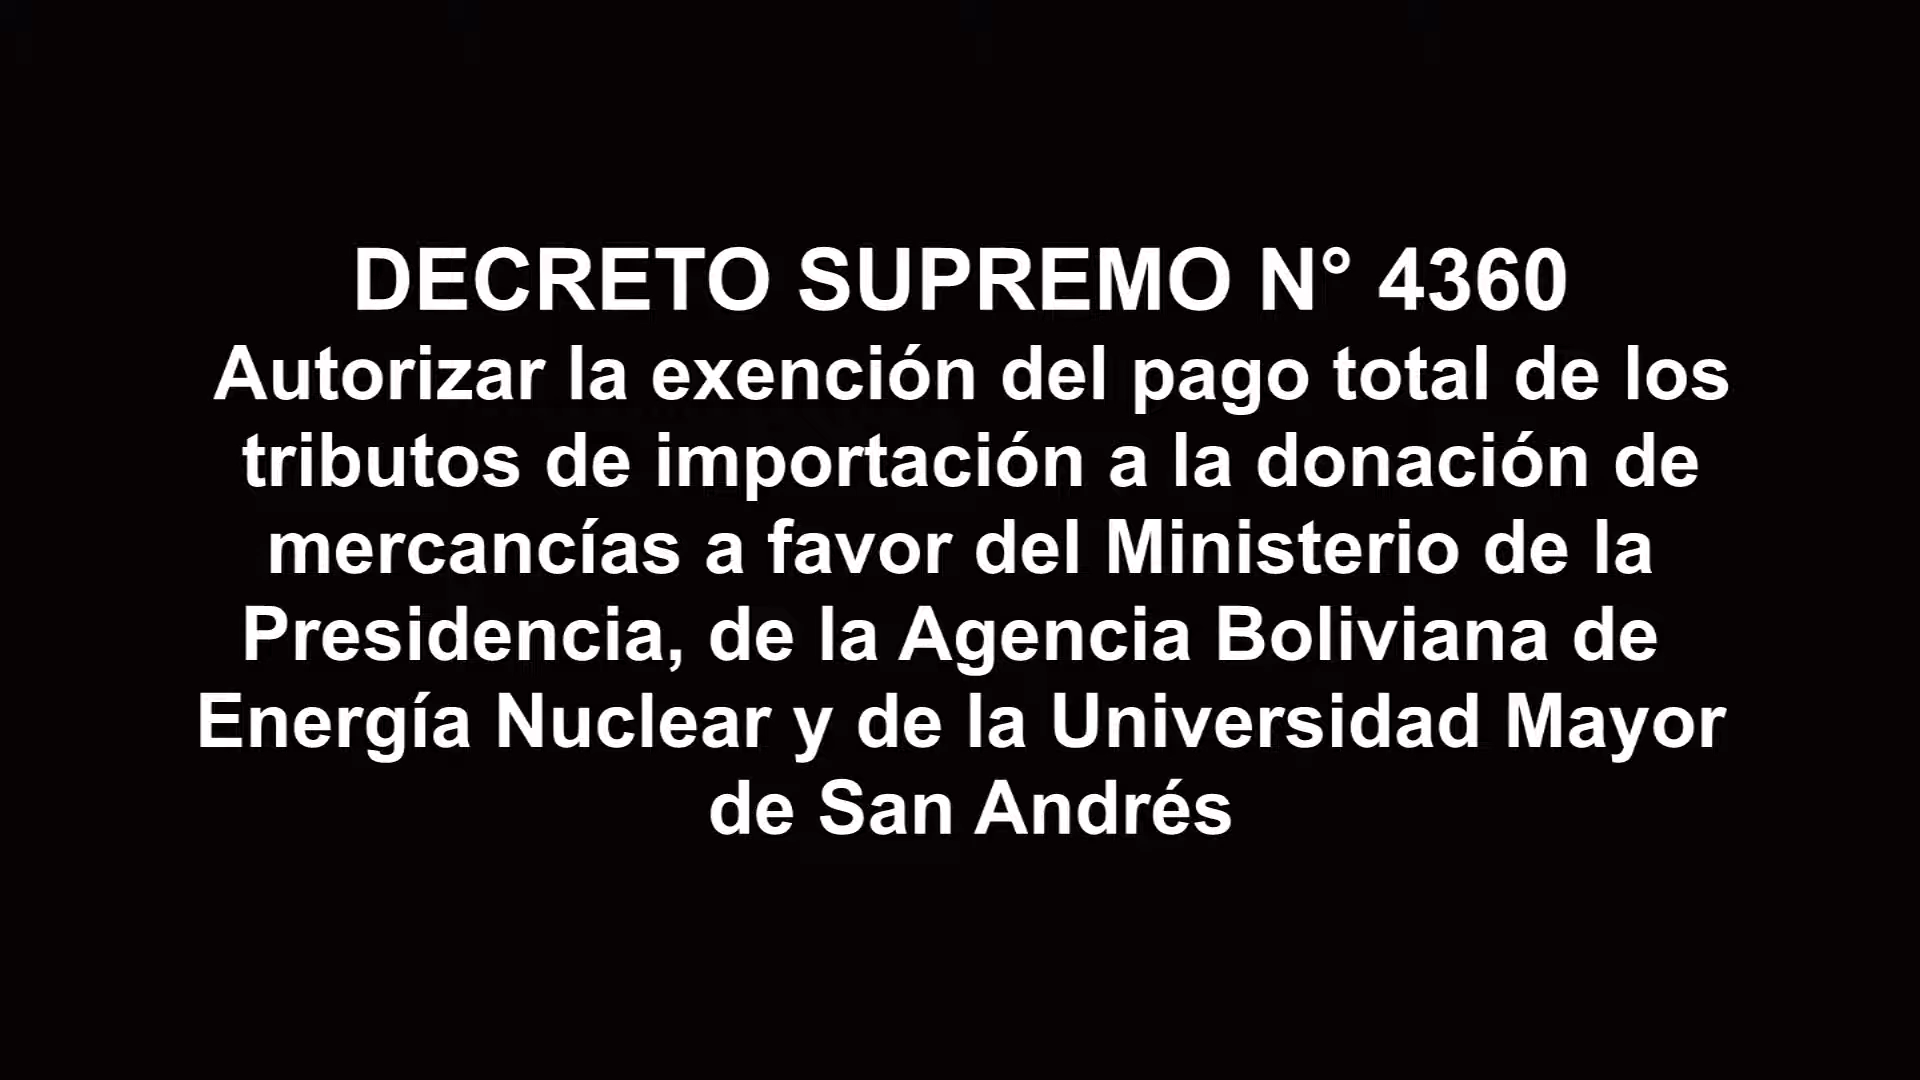 DECRETO SUPREMO N° 4360
Autorizar la exención del pago total de los
tributos de importación a la donación de
mercancías a favor del Ministerio de la
Presidencia, de la Agencia Boliviana de
Energía Nuclear y de la Universidad Mayor
de San Andrés